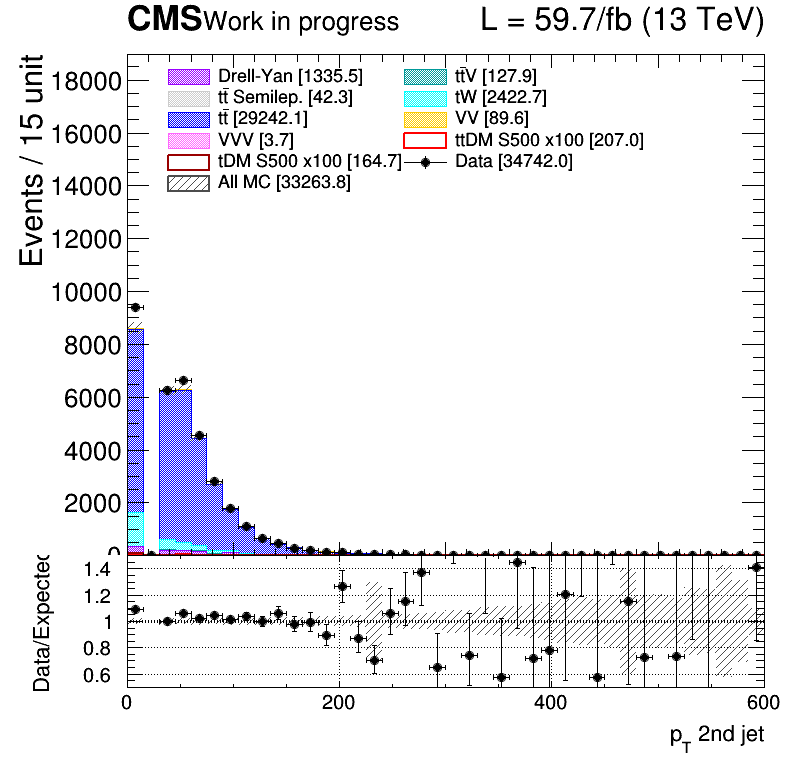 CMS Work in progress L = 59.7/fb (13 TeV)
Events / 15 unit
18000
16000
14000
12000
10000
8000
6000
4000
2000
0
Drell-Yan [1335.5]
tt̄V [127.9]
tt̄ Semilep. [42.3]
tW [2422.7]
tt̄ [29242.1]
VV [89.6]
VVV [3.7]
ttDM S500 x100 [207.0]
tDM S500 x100 [164.7]
Data [34742.0]
All MC [33263.8]
Data/Expected
1.4
1.2
1
0.8
0.6
0 200 400 600
p_T 2nd jet